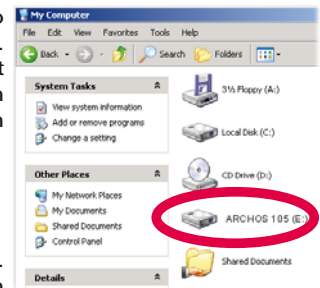 My Computer
File Edit View Favorites Tools Help
Back Search Folders
System Tasks
View system information
Add or remove programs
Change a setting
Other Places
My Network Places
My Documents
Shared Documents
Control Panel
Details
3½ Floppy (A:)
Local Disk (C:)
CD Drive (D:)
ARCHOS 105 (E:)
Shared Documents